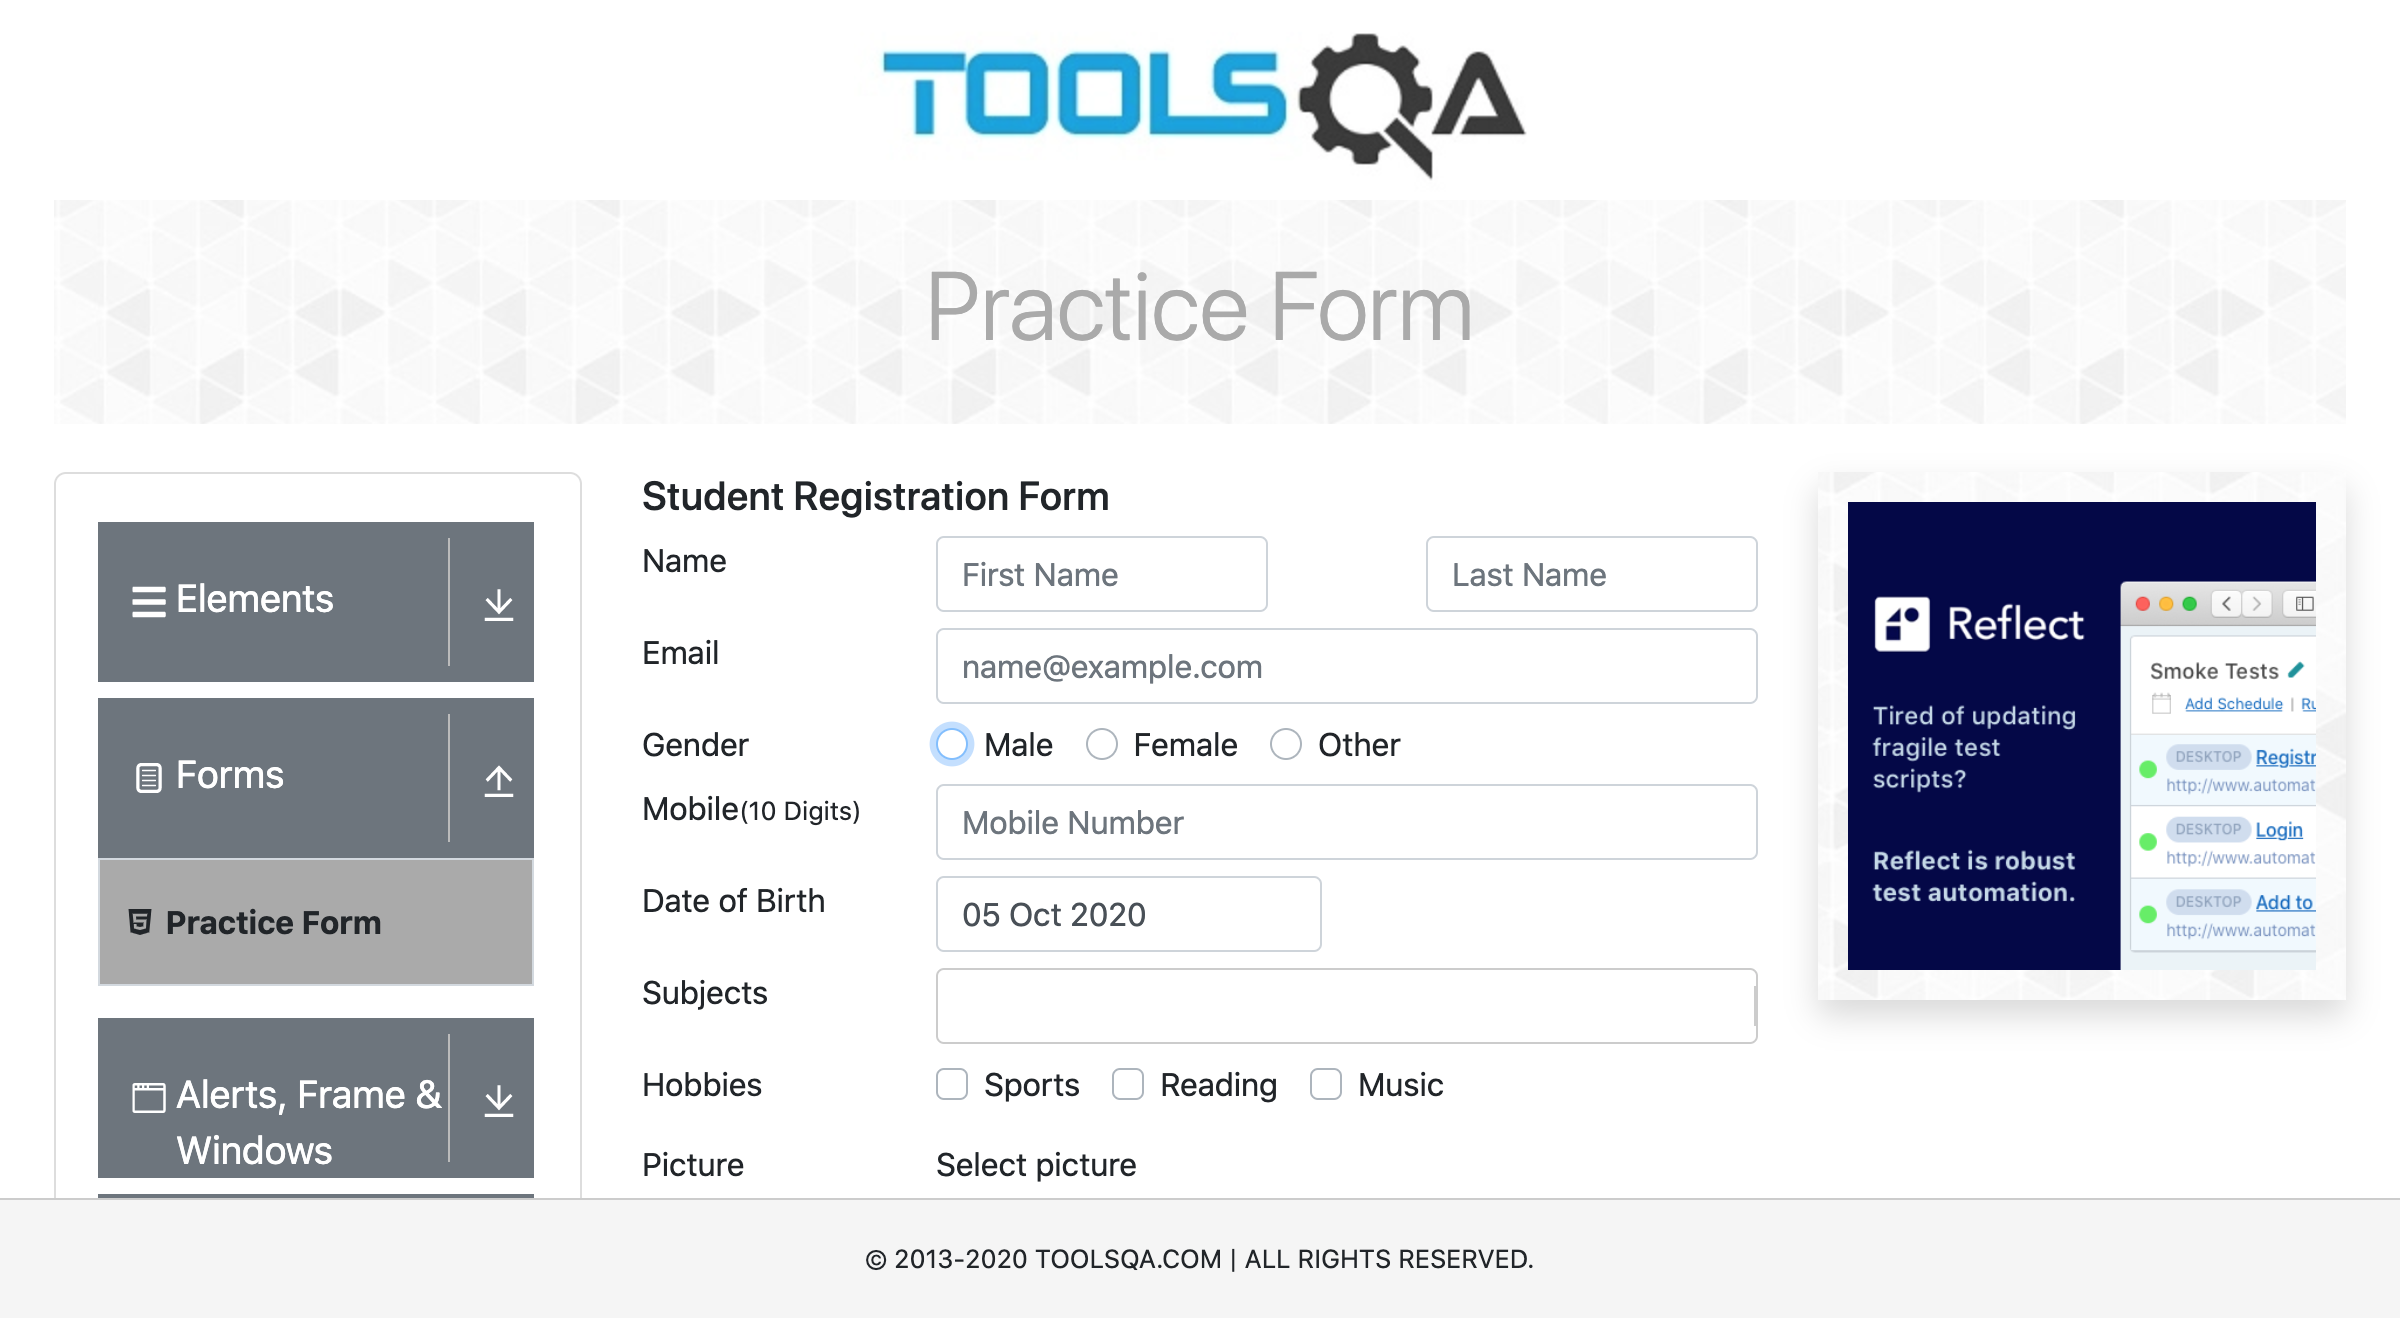 TOOLSQA
Practice Form
Elements
Forms
Practice Form
Alerts, Frame &
Windows
Student Registration Form
Name
First Name
Last Name
Email
name@example.com
Gender
Male
Female
Other
Mobile(10 Digits)
Mobile Number
Date of Birth
05 Oct 2020
Subjects
Hobbies
Sports
Reading
Music
Picture
Select picture
Reflect
Tired of updating
fragile test
scripts?
Reflect is robust
test automation.
Smoke Tests
Add Schedule | Ru
DESKTOP Registr
http://www.automat
DESKTOP Login
http://www.automat
DESKTOP Add to
http://www.automat
© 2013-2020 TOOLSQA.COM | ALL RIGHTS RESERVED.